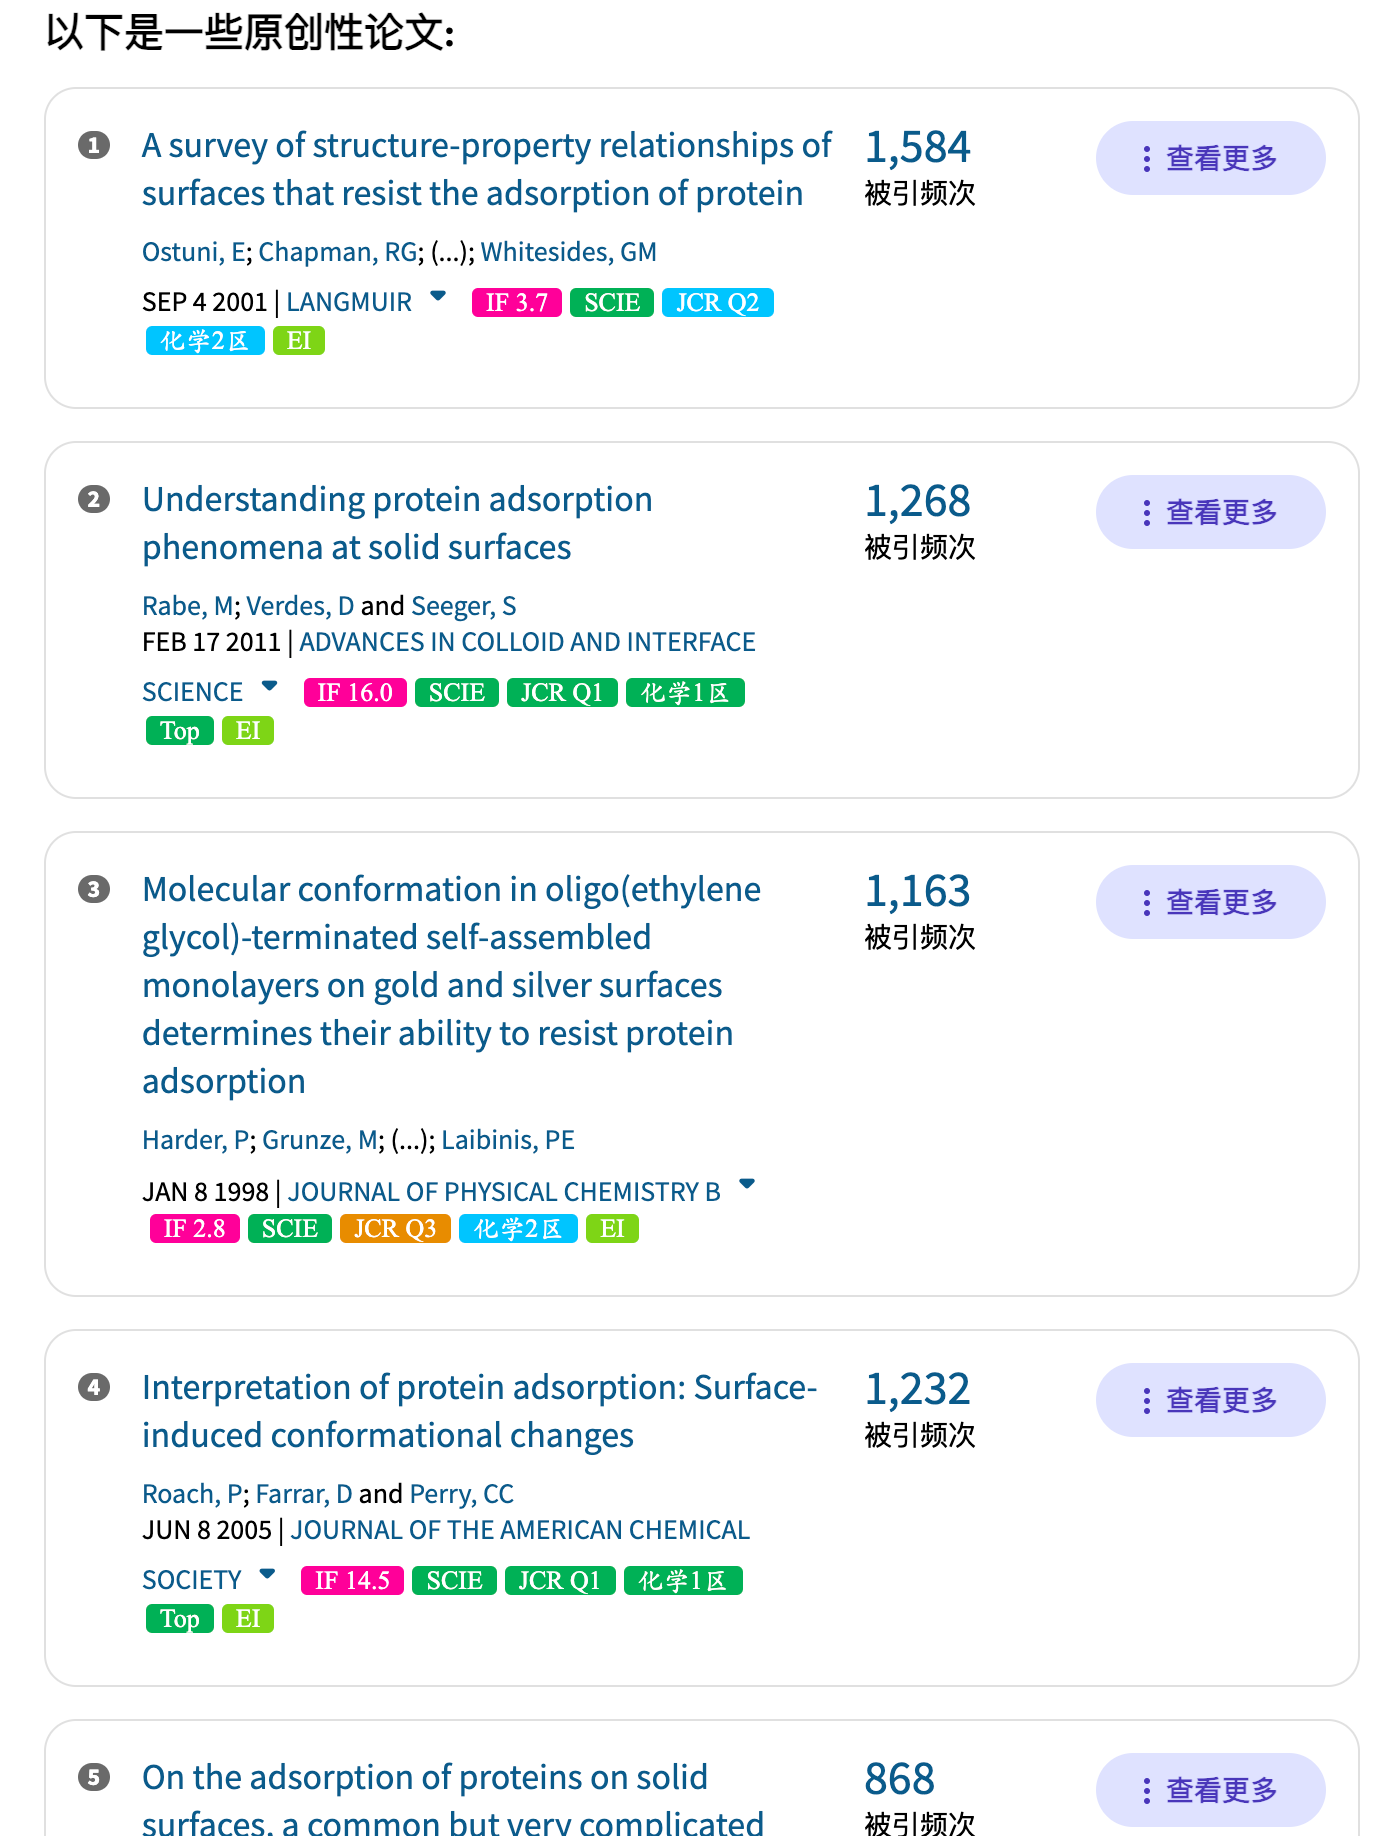 以下是一些原创性论文:
1
A survey of structure-property relationships of
surfaces that resist the adsorption of protein
1,584
被引频次
查看更多
Ostuni, E; Chapman, RG; (...); Whitesides, GM
SEP 4 2001 | LANGMUIR IF 3.7 SCIE JCR Q2
化学2区 EI
2
Understanding protein adsorption
phenomena at solid surfaces
1,268
被引频次
查看更多
Rabe, M; Verdes, D and Seeger, S
FEB 17 2011 | ADVANCES IN COLLOID AND INTERFACE
SCIENCE IF 16.0 SCIE JCR Q1 化学1区
Top EI
3
Molecular conformation in oligo(ethylene
glycol)-terminated self-assembled
monolayers on gold and silver surfaces
determines their ability to resist protein
adsorption
1,163
被引频次
查看更多
Harder, P; Grunze, M; (...); Laibinis, PE
JAN 8 1998 | JOURNAL OF PHYSICAL CHEMISTRY B
IF 2.8 SCIE JCR Q3 化学2区 EI
4
Interpretation of protein adsorption: Surface-
induced conformational changes
1,232
被引频次
查看更多
Roach, P; Farrar, D and Perry, CC
JUN 8 2005 | JOURNAL OF THE AMERICAN CHEMICAL
SOCIETY IF 14.5 SCIE JCR Q1 化学1区
Top EI
5
On the adsorption of proteins on solid
surfaces, a common but very complicated
868
被引频次
查看更多